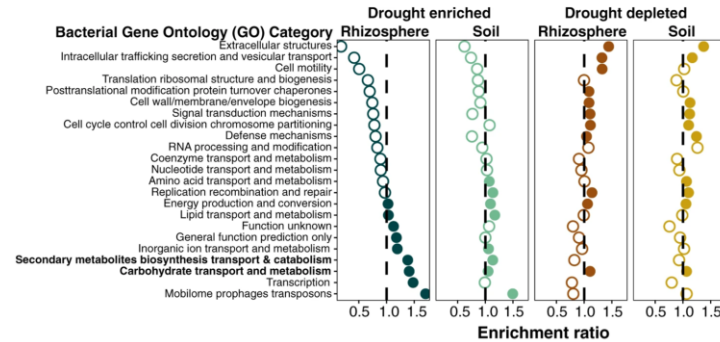 Drought enriched Drought depleted
Bacterial Gene Ontology (GO) Category Rhizosphere Soil Rhizosphere Soil
Extracellular structures
Intracellular trafficking secretion and vesicular transport
Cell motility
Translation ribosomal structure and biogenesis
Posttranslational modification protein turnover chaperones
Cell wall/membrane/envelope biogenesis
Signal transduction mechanisms
Cell cycle control cell division chromosome partitioning
Defense mechanisms
RNA processing and modification
Coenzyme transport and metabolism
Nucleotide transport and metabolism
Amino acid transport and metabolism
Replication recombination and repair
Energy production and conversion
Lipid transport and metabolism
Function unknown
General function prediction only
Inorganic ion transport and metabolism
Secondary metabolites biosynthesis transport & catabolism
Carbohydrate transport and metabolism
Transcription
Mobilome prophages transposons
0.5 1.0 1.5 0.5 1.0 1.5 0.5 1.0 1.5 0.5 1.0 1.5
Enrichment ratio